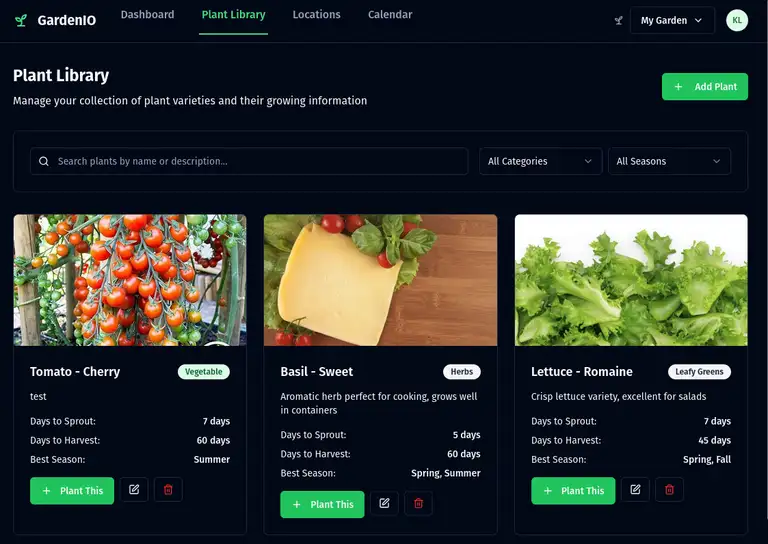 GardenIO
Dashboard
Plant Library
Locations
Calendar
My Garden
KL
Plant Library
Manage your collection of plant varieties and their growing information
+ Add Plant
Search plants by name or description...
All Categories
All Seasons
Tomato - Cherry
Vegetable
test
Days to Sprout: 7 days
Days to Harvest: 60 days
Best Season: Summer
+ Plant This
Basil - Sweet
Herbs
Aromatic herb perfect for cooking, grows well
in containers
Days to Sprout: 5 days
Days to Harvest: 60 days
Best Season: Spring, Summer
+ Plant This
Lettuce - Romaine
Leafy Greens
Crisp lettuce variety, excellent for salads
Days to Sprout: 7 days
Days to Harvest: 45 days
Best Season: Spring, Fall
+ Plant This